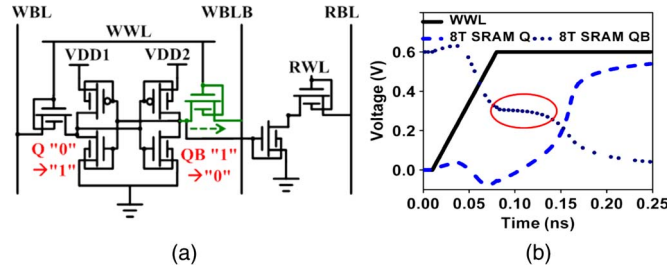 WBL WBLB RBL
WWL
VDD1 VDD2
RWL
Q "0" QB "1"
→"1" →"0"
(a)
WWL
8T SRAM Q 8T SRAM QB
Voltage (V)
0.6
0.4
0.2
0.0
0.00 0.05 0.10 0.15 0.20 0.25
Time (ns)
(b)